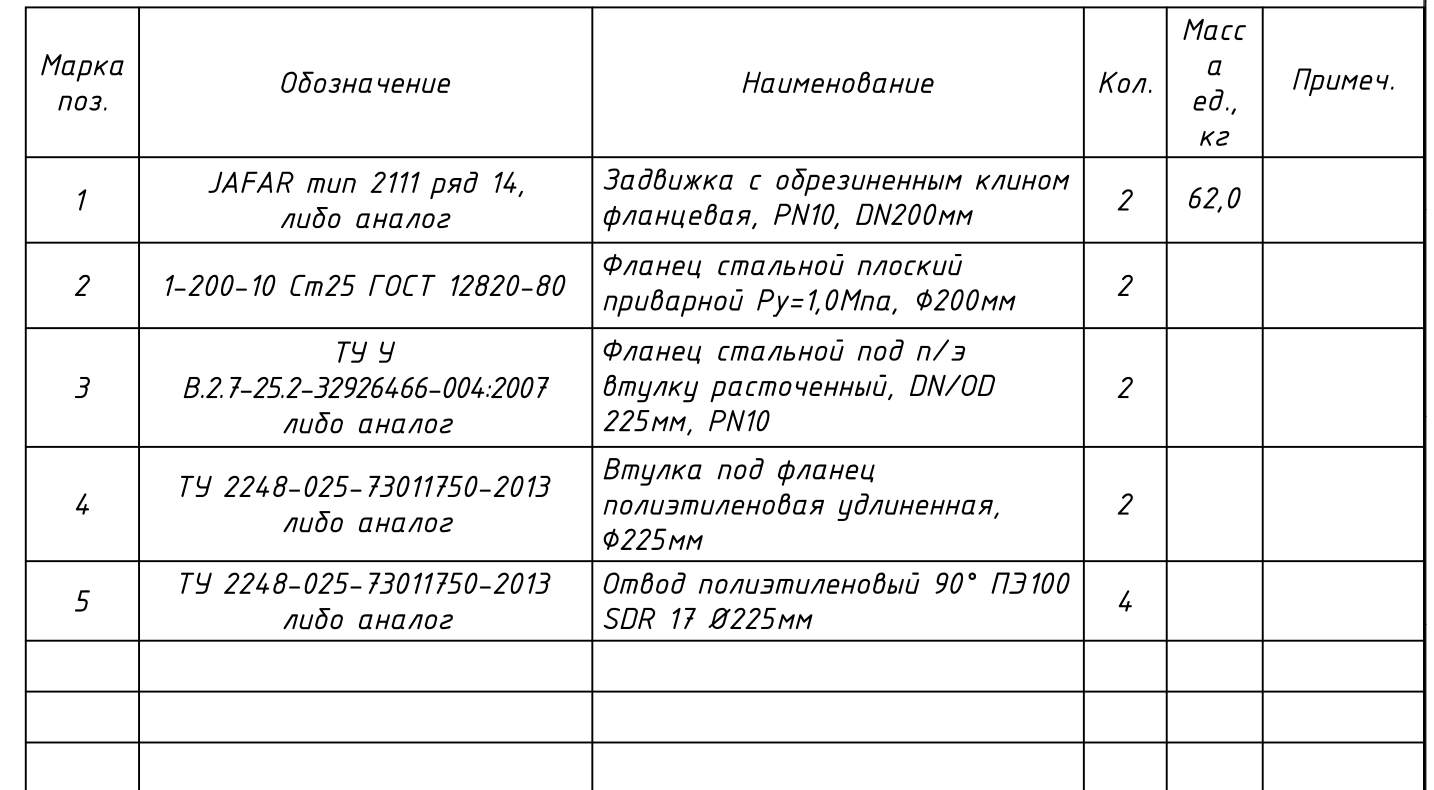 Марка
поз.
Обозначение
Наименование
Кол.
Масс
а
ед.,
кг
Примеч.
1
JAFAR тип 2111 ряд 14,
либо аналог
Задвижка с обрезиненным клином
фланцевая, PN10, DN200мм
2
62,0
2
1-200-10 Ст25 ГОСТ 12820-80
Фланец стальной плоский
приварной Ру=1,0Мпа, Ф200мм
2
3
ТУ У
В.2.7-25.2-32926466-004:2007
либо аналог
Фланец стальной под п/э
втулку расточенный, DN/OD
225мм, PN10
2
4
ТУ 2248-025-73011750-2013
либо аналог
Втулка под фланец
полиэтиленовая удлиненная,
Ф225мм
2
5
ТУ 2248-025-73011750-2013
либо аналог
Отвод полиэтиленовый 90° ПЭ100
SDR 17 Ø225мм
4